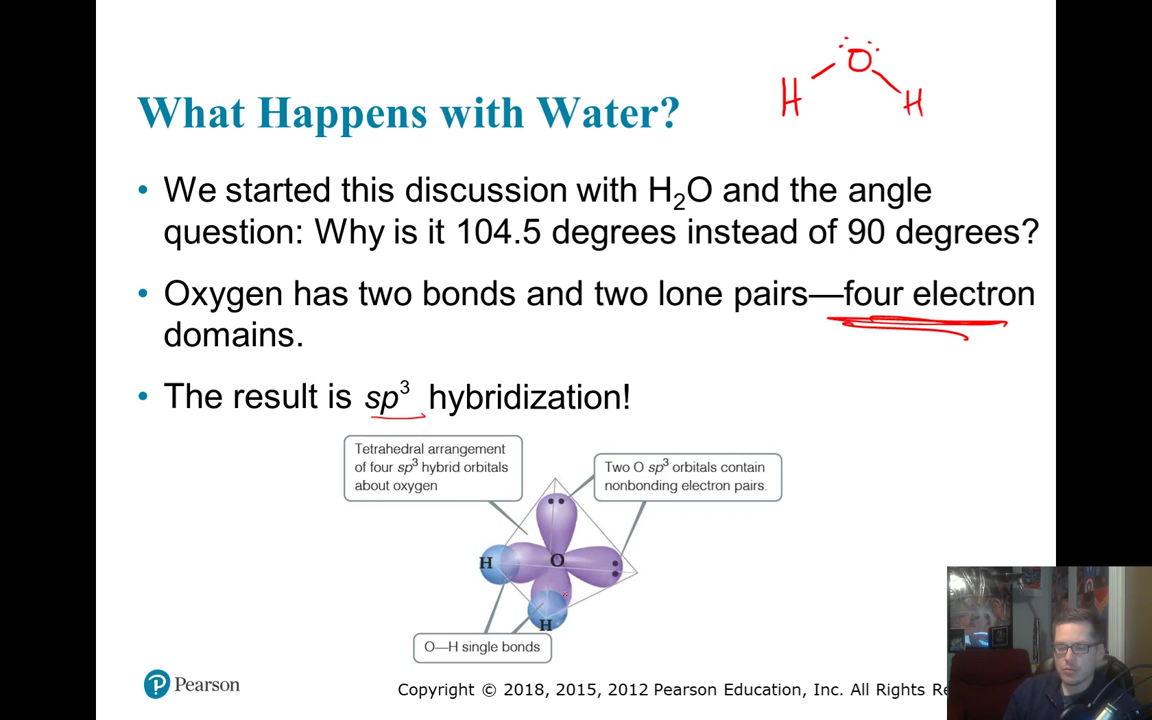 O
H H
What Happens with Water?
• We started this discussion with H₂O and the angle
question: Why is it 104.5 degrees instead of 90 degrees?
• Oxygen has two bonds and two lone pairs—four electron
domains.
• The result is sp³ hybridization!
Tetrahedral arrangement
of four sp³ hybrid orbitals
about oxygen
Two O sp³ orbitals contain
nonbonding electron pairs.
H O
H
O—H single bonds
P Pearson
Copyright © 2018, 2015, 2012 Pearson Education, Inc. All Rights Re